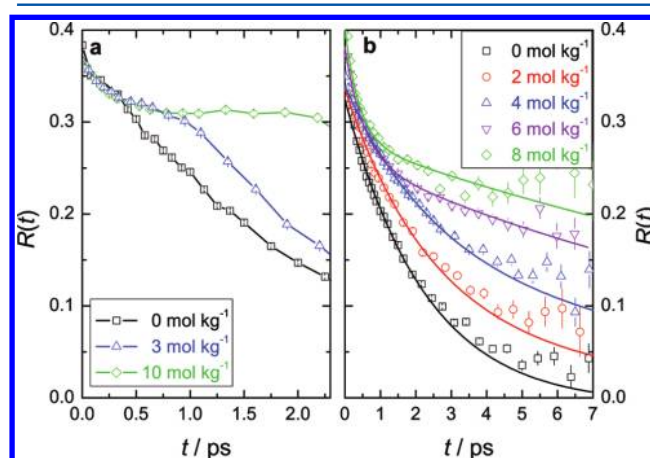 a
R(t)
0.4
0.3
0.2
0.1
0.0
0 mol kg⁻¹
3 mol kg⁻¹
10 mol kg⁻¹
0.0 0.5 1.0 1.5 2.0
t / ps
b
0 mol kg⁻¹
2 mol kg⁻¹
4 mol kg⁻¹
6 mol kg⁻¹
8 mol kg⁻¹
0.4
0.3
0.2
0.1
0.0
R(t)
0 1 2 3 4 5 6 7
t / ps